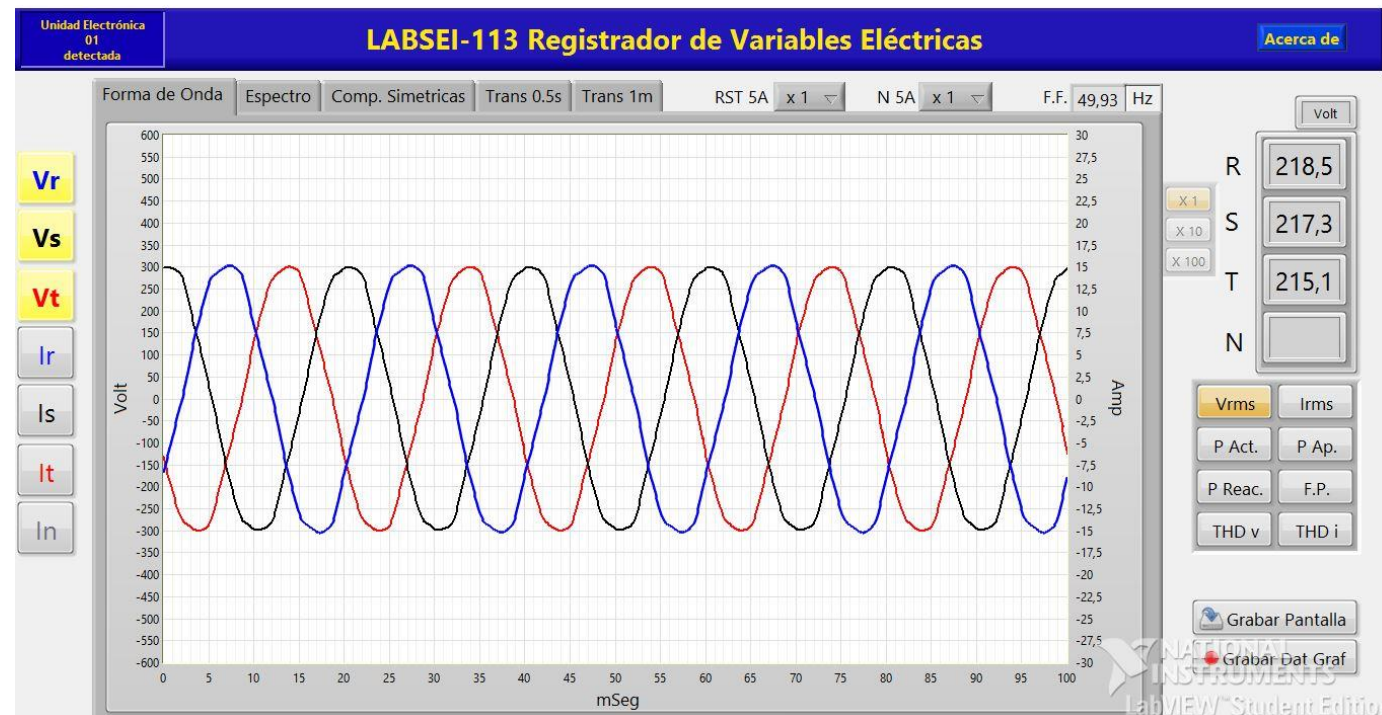 Unidad Electrónica
01
detectada
LABSEI-113 Registrador de Variables Eléctricas
Acerca de
Forma de Onda Espectro Comp. Simetricas Trans 0.5s Trans 1m RST 5A x 1 N 5A x 1 F.F. 49,93 Hz
Volt
Vr
Vs
Vt
Ir
Is
It
In
Volt
600
550
500
450
400
350
300
250
200
150
100
50
0
-50
-100
-150
-200
-250
-300
-350
-400
-450
-500
-550
-600
0 5 10 15 20 25 30 35 40 45 50 55 60 65 70 75 80 85 90 95 100
mSeg
30
27,5
25
22,5
20
17,5
15
12,5
10
7,5
5
2,5
0
-2,5
-5
-7,5
-10
-12,5
-15
-17,5
-20
-22,5
-25
-27,5
-30
Amp
X 1
X 10
X 100
R 218,5
S 217,3
T 215,1
N
Vrms Irms
P Act. P Ap.
P Reac. F.P.
THD v THD i
Grabar Pantalla
Grabar Dat Graf
NATIONAL
INSTRUMENTS
LabVIEW™ Student Editio